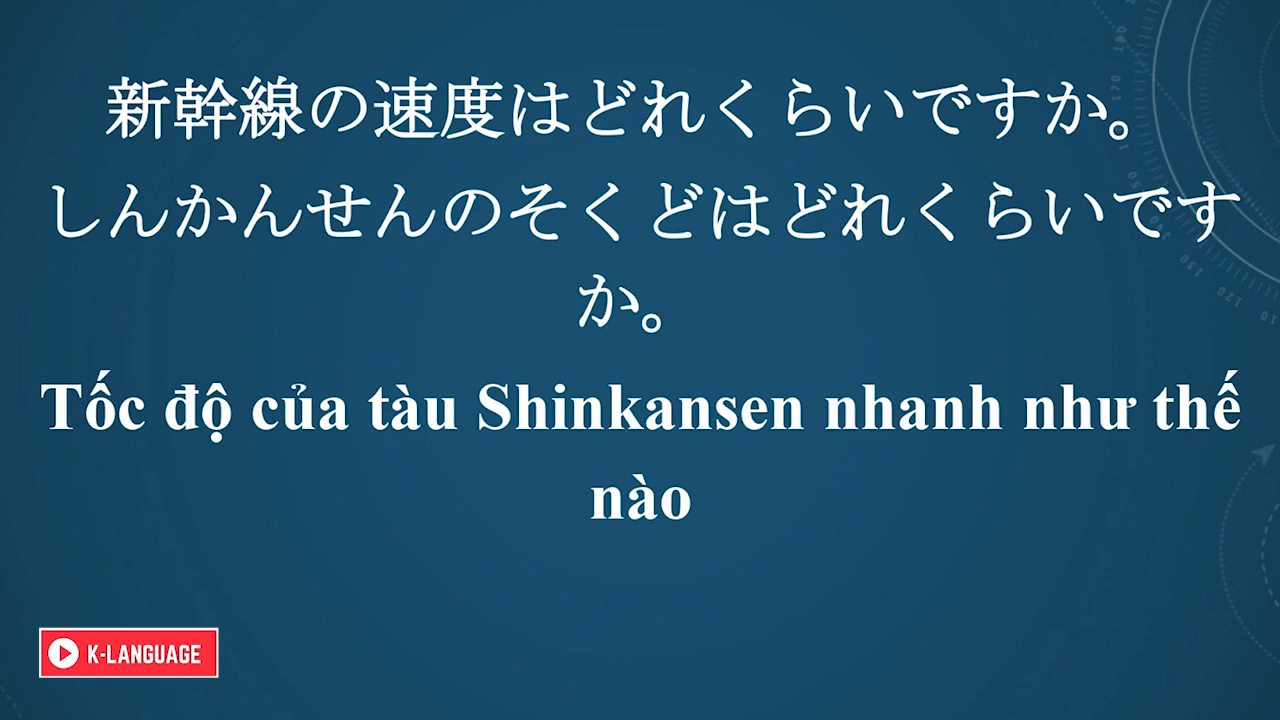 新幹線の速度はどれくらいですか。
しんかんせんのそくどはどれくらいです
か。
Tốc độ của tàu Shinkansen nhanh như thế
nào
K-LANGUAGE